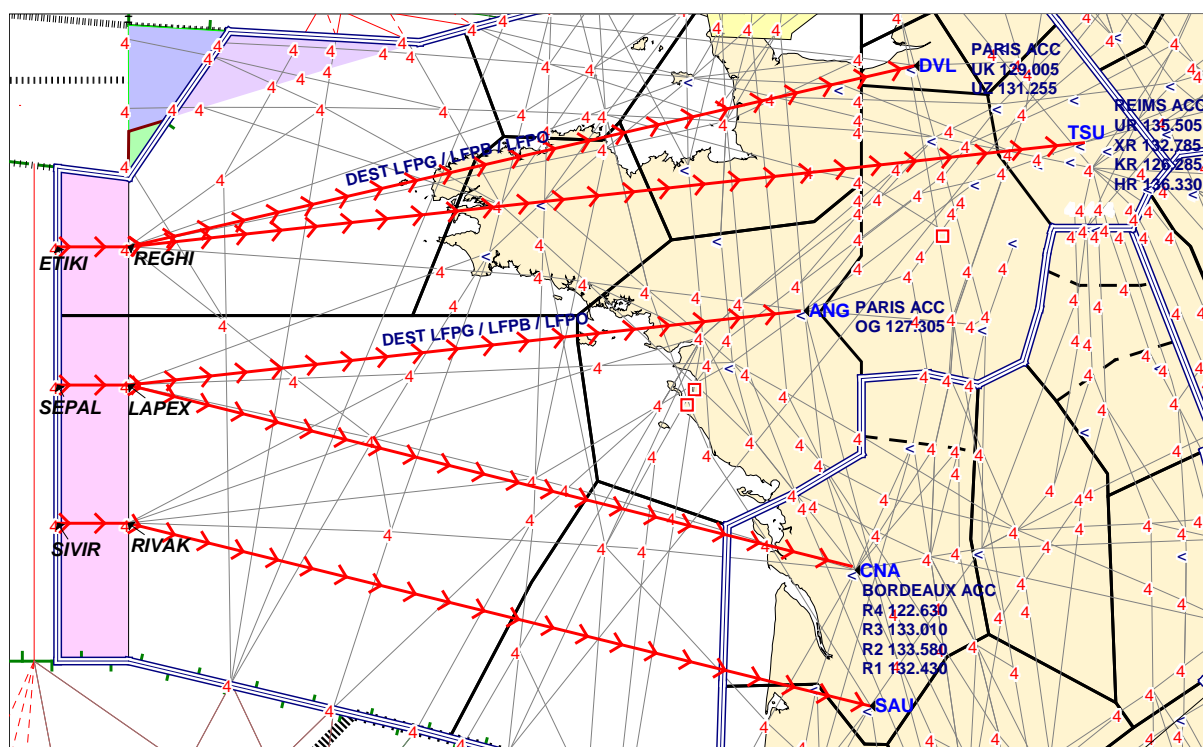 PARIS ACC
UK 129.005
UZ 131.255
DVL
REIMS ACC
UR 135.505
XR 132.785
KR 126.285
HR 136.330
TSU
DEST LFPG / LFPB / LFPO
ETIKI
REGHI
ANG
PARIS ACC
OG 127.305
DEST LFPG / LFPB / LFPO
SEPAL
LAPEX
SIVIR
RIVAK
CNA
BORDEAUX ACC
R4 122.630
R3 133.010
R2 133.580
R1 132.430
SAU